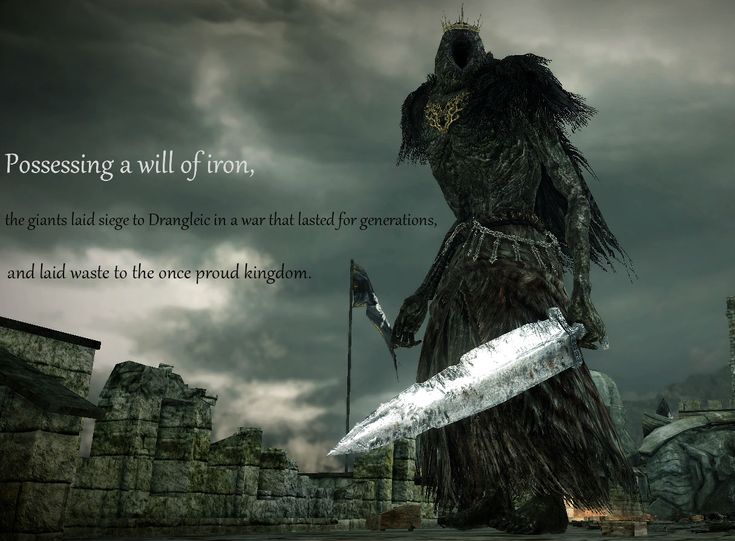 Possessing a will of iron,
the giants laid siege to Drangleic in a war that lasted for generations,
and laid waste to the once proud kingdom.